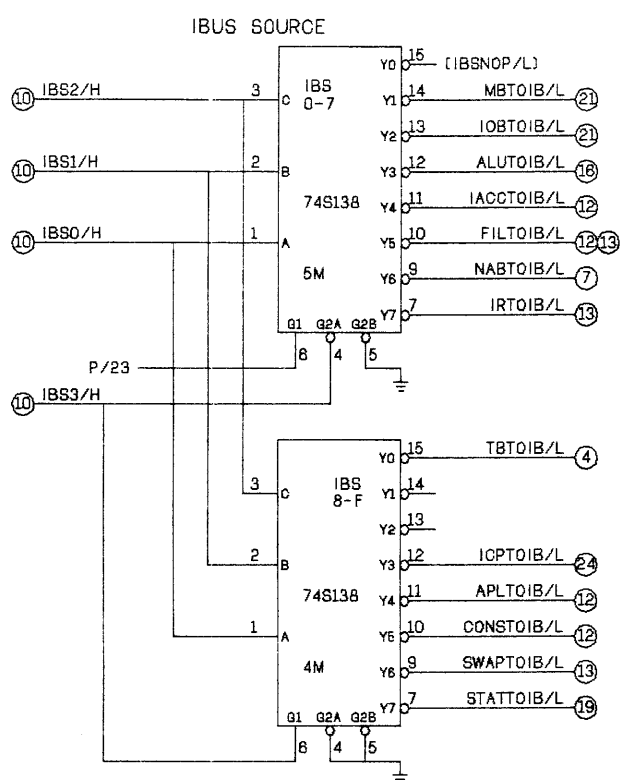 IBUS SOURCE
Y0 15 [IBSNOP/L]
10 IBS2/H 3 C IBS 0-7 Y1 14 MBTOIB/L 21
Y2 13 IOBTOIB/L 21
10 IBS1/H 2 B Y3 12 ALUTOIB/L 16
74S138 Y4 11 IACCTOIB/L 12
10 IBS0/H 1 A Y5 10 FILTOIB/L 12 13
5M Y6 9 NABTOIB/L 7
Y7 7 IRTOIB/L 13
G1 G2A G2B
6 4 5
P/23
10 IBS3/H
Y0 15 TBTOIB/L 4
3 C IBS 8-F Y1 14
Y2 13
2 B Y3 12 ICPTOIB/L 24
74S138 Y4 11 APLTOIB/L 12
1 A Y5 10 CONSTOIB/L 12
4M Y6 9 SWAPTOIB/L 13
Y7 7 STATTOIB/L 19
G1 G2A G2B
6 4 5